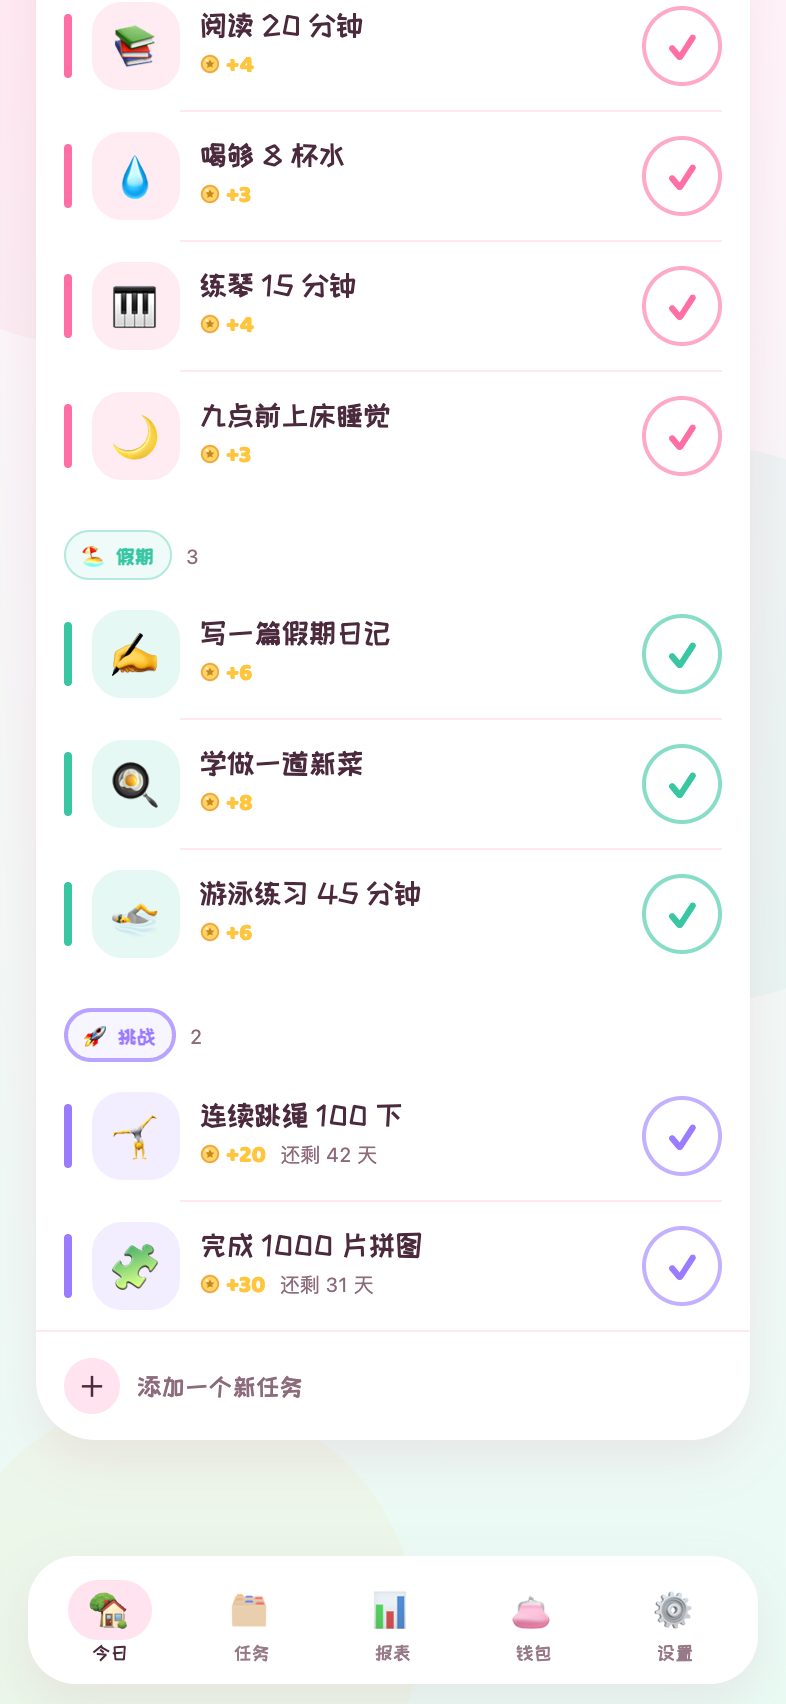 阅读 20 分钟
+4
喝够 8 杯水
+3
练琴 15 分钟
+4
九点前上床睡觉
+3
假期 3
写一篇假期日记
+6
学做一道新菜
+8
游泳练习 45 分钟
+6
挑战 2
连续跳绳 100 下
+20 还剩 42 天
完成 1000 片拼图
+30 还剩 31 天
添加一个新任务
今日 任务 报表 钱包 设置